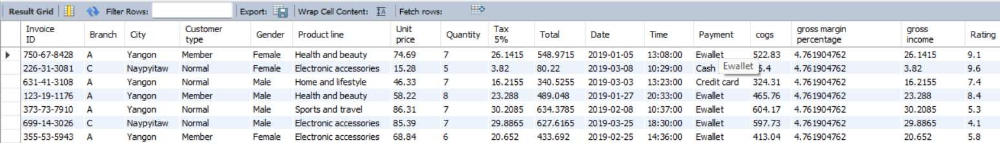 Result Grid Filter Rows: Export: Wrap Cell Content: IA Fetch rows:
Invoice ID Branch City Customer type Gender Product line Unit price Quantity Tax 5% Total Date Time Payment cogs gross margin percentage gross income Rating
750-67-8428 A Yangon Member Female Health and beauty 74.69 7 26.1415 548.9715 2019-01-05 13:08:00 Ewallet 522.83 4.761904762 26.1415 9.1
226-31-3081 C Naypyitaw Normal Female Electronic accessories 15.28 5 3.82 80.22 2019-03-08 10:29:00 Cash 6.4 4.761904762 3.82 9.6
Ewallet
631-41-3108 A Yangon Normal Male Home and lifestyle 46.33 7 16.2155 340.5255 2019-03-03 13:23:00 Credit card 324.31 4.761904762 16.2155 7.4
123-19-1176 A Yangon Member Male Health and beauty 58.22 8 23.288 489.048 2019-01-27 20:33:00 Ewallet 465.76 4.761904762 23.288 8.4
373-73-7910 A Yangon Normal Male Sports and travel 86.31 7 30.2085 634.3785 2019-02-08 10:37:00 Ewallet 604.17 4.761904762 30.2085 5.3
699-14-3026 C Naypyitaw Normal Male Electronic accessories 85.39 7 29.8865 627.6165 2019-03-25 18:30:00 Ewallet 597.73 4.761904762 29.8865 4.1
355-53-5943 A Yangon Member Female Electronic accessories 68.84 6 20.652 433.692 2019-02-25 14:36:00 Ewallet 413.04 4.761904762 20.652 5.8